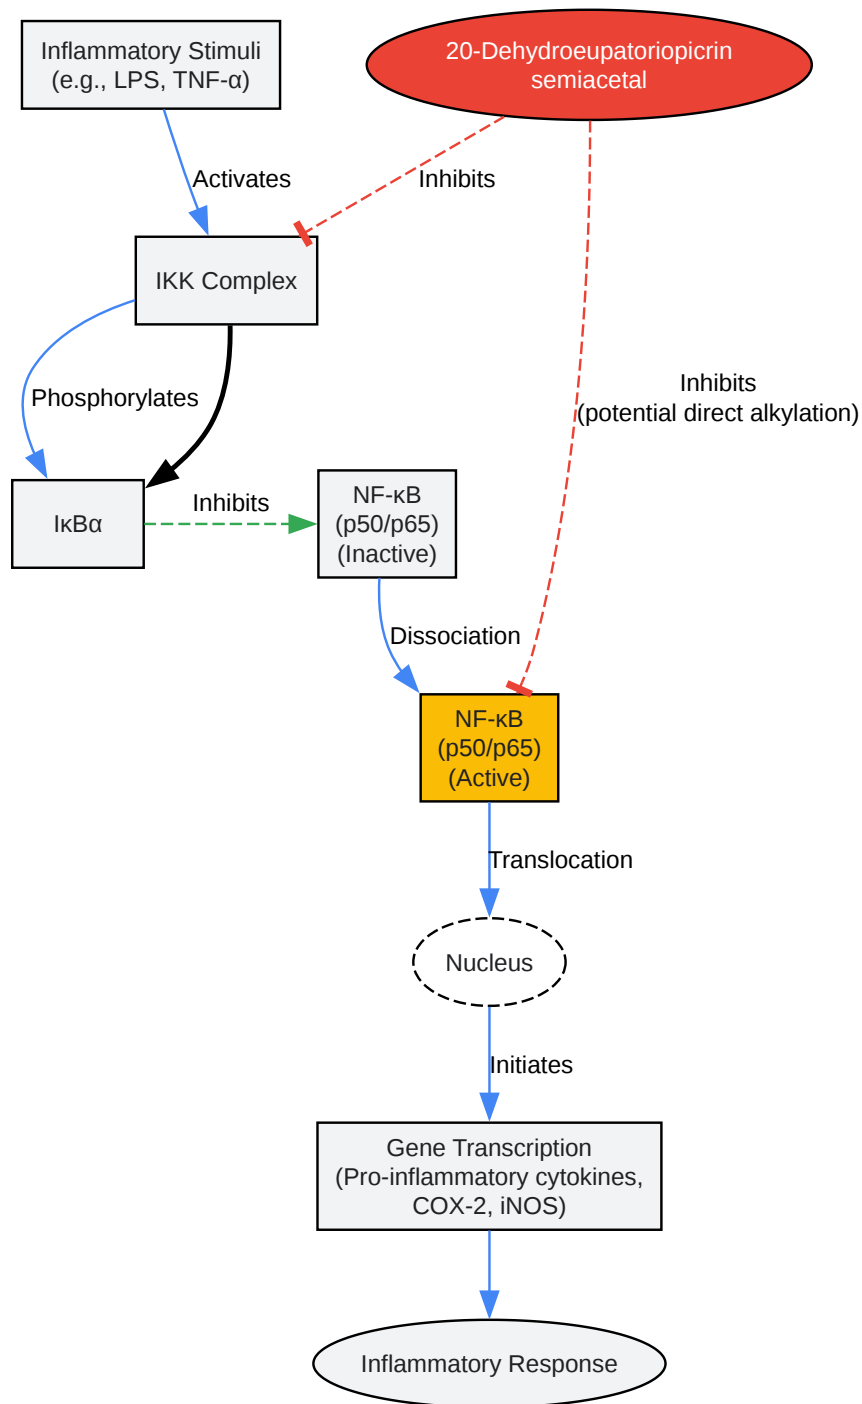 Inflammatory Stimuli
(e.g., LPS, TNF-α)
20-Dehydroeupatoriopicrin
semiacetal
Activates
Inhibits
IKK Complex
Inhibits
(potential direct alkylation)
Phosphorylates
IκBα
Inhibits
NF-κB
(p50/p65)
(Inactive)
Dissociation
NF-κB
(p50/p65)
(Active)
Translocation
Nucleus
Initiates
Gene Transcription
(Pro-inflammatory cytokines,
COX-2, iNOS)
Inflammatory Response